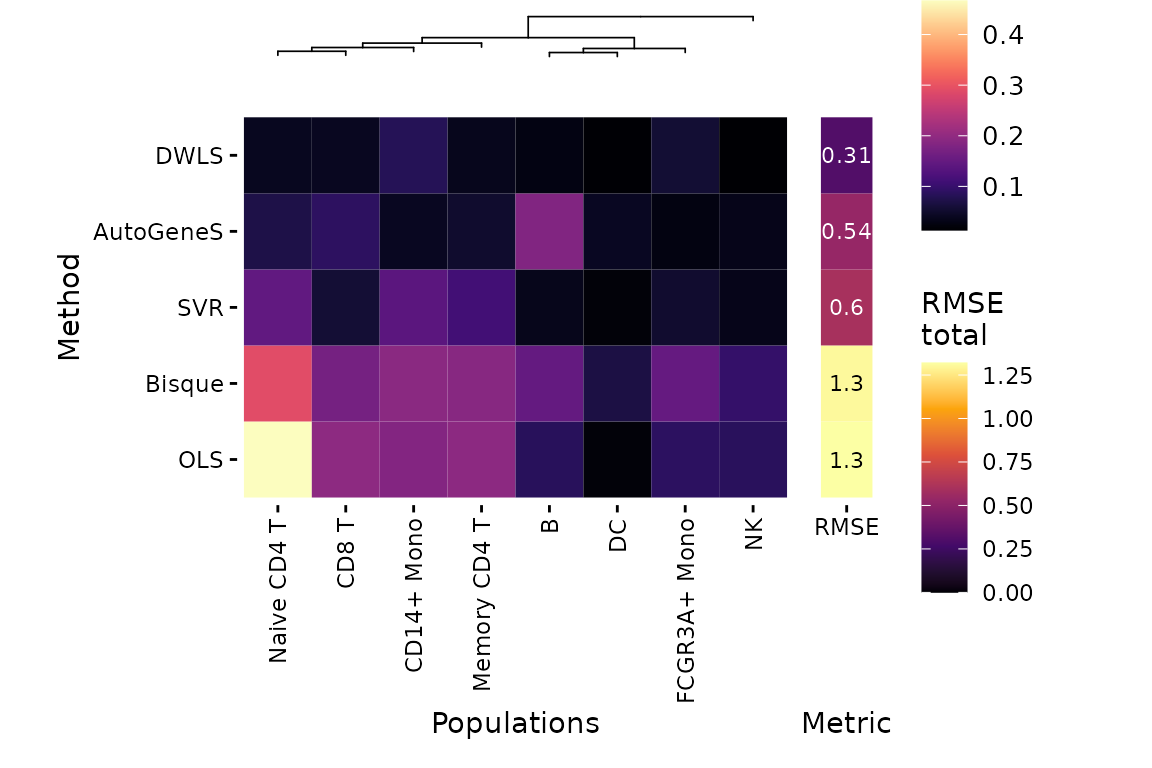 0.4
0.3
0.2
0.1
DWLS
AutoGeneS
SVR
Bisque
OLS
Method
0.31
0.54
0.6
1.3
1.3
Naive CD4 T
CD8 T
CD14+ Mono
Memory CD4 T
B
DC
FCGR3A+ Mono
NK
RMSE
Populations
Metric
RMSE
total
1.25
1.00
0.75
0.50
0.25
0.00